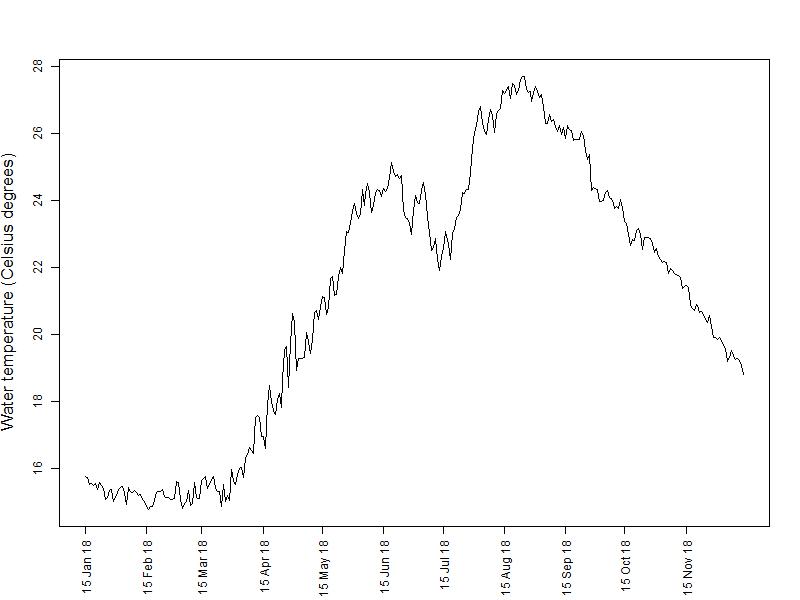 Water temperature (Celsius degrees)
28
26
24
22
20
18
16
15 Jan 18
15 Feb 18
15 Mar 18
15 Apr 18
15 May 18
15 Jun 18
15 Jul 18
15 Aug 18
15 Sep 18
15 Oct 18
15 Nov 18